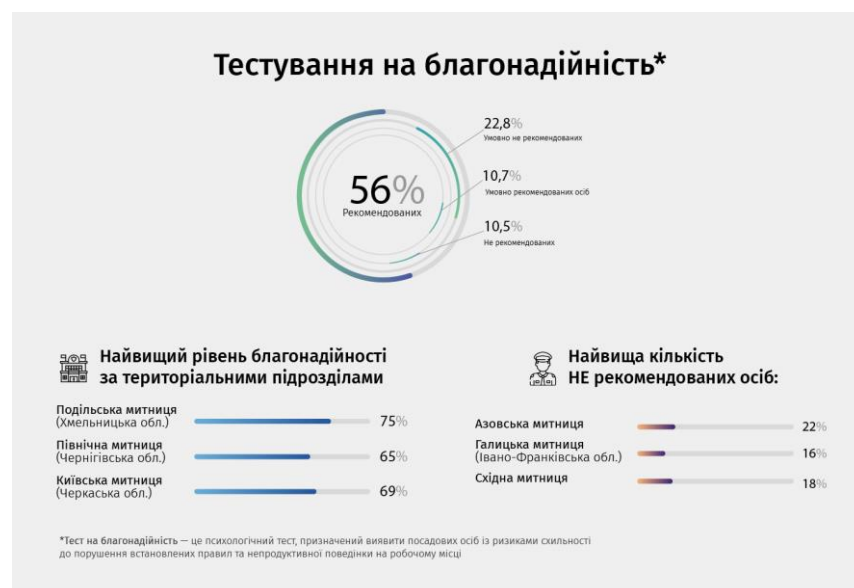 Тестування на благонадійність*
22,8%
Умовно не рекомендованих
56%
Рекомендованих
10,7%
Умовно рекомендованих осіб
10,5%
Не рекомендованих
Найвищий рівень благонадійності
за територіальними підрозділами
Подільська митниця
(Хмельницька обл.)
75%
Північна митниця
(Чернігівська обл.)
65%
Київська митниця
(Черкаська обл.)
69%
Найвища кількість
НЕ рекомендованих осіб:
Азовська митниця
22%
Галицька митниця
(Івано-Франківська обл.)
16%
Східна митниця
18%
*Тест на благонадійність — це психологічний тест, призначений виявити посадових осіб із ризиками схильності
до порушення встановлених правил та непродуктивної поведінки на робочому місці